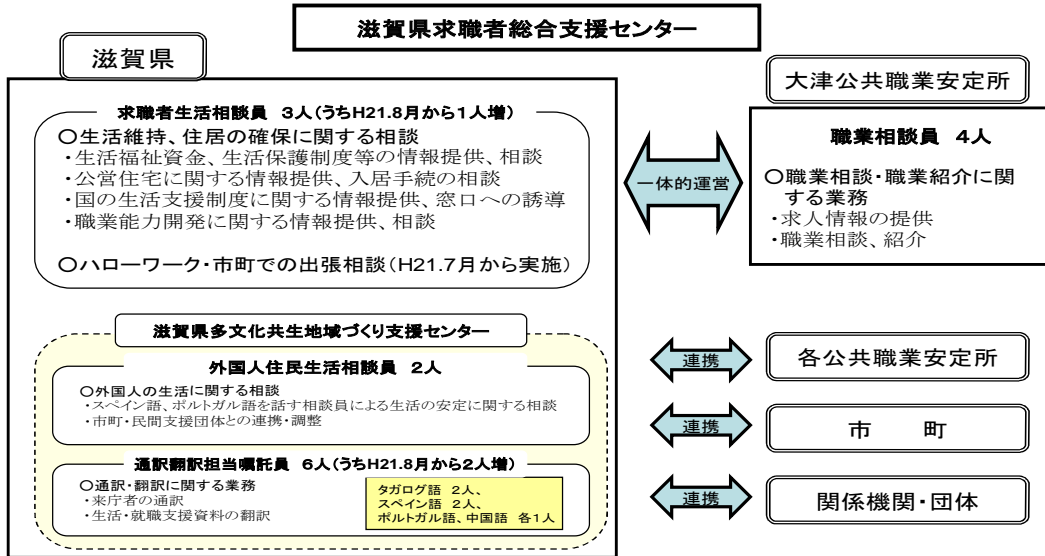 滋賀県求職者総合支援センター
滋賀県
求職者生活相談員 3人(うちH21.8月から1人増)
○生活維持、住居の確保に関する相談
・生活福祉資金、生活保護制度等の情報提供、相談
・公営住宅に関する情報提供、入居手続の相談
・国の生活支援制度に関する情報提供、窓口への誘導
・職業能力開発に関する情報提供、相談
○ハローワーク・市町での出張相談(H21.7月から実施)
一体的運営
大津公共職業安定所
職業相談員 4人
○職業相談・職業紹介に関
する業務
・求人情報の提供
・職業相談、紹介
滋賀県多文化共生地域づくり支援センター
外国人住民生活相談員 2人
○外国人の生活に関する相談
・スペイン語、ポルトガル語を話す相談員による生活の安定に関する相談
・市町・民間支援団体との連携・調整
通訳翻訳担当嘱託員 6人(うちH21.8月から2人増)
○通訳・翻訳に関する業務
・来庁者の通訳
・生活・就職支援資料の翻訳
タガログ語 2人、
スペイン語 2人、
ポルトガル語、中国語 各1人
連携
各公共職業安定所
連携
市 町
連携
関係機関・団体